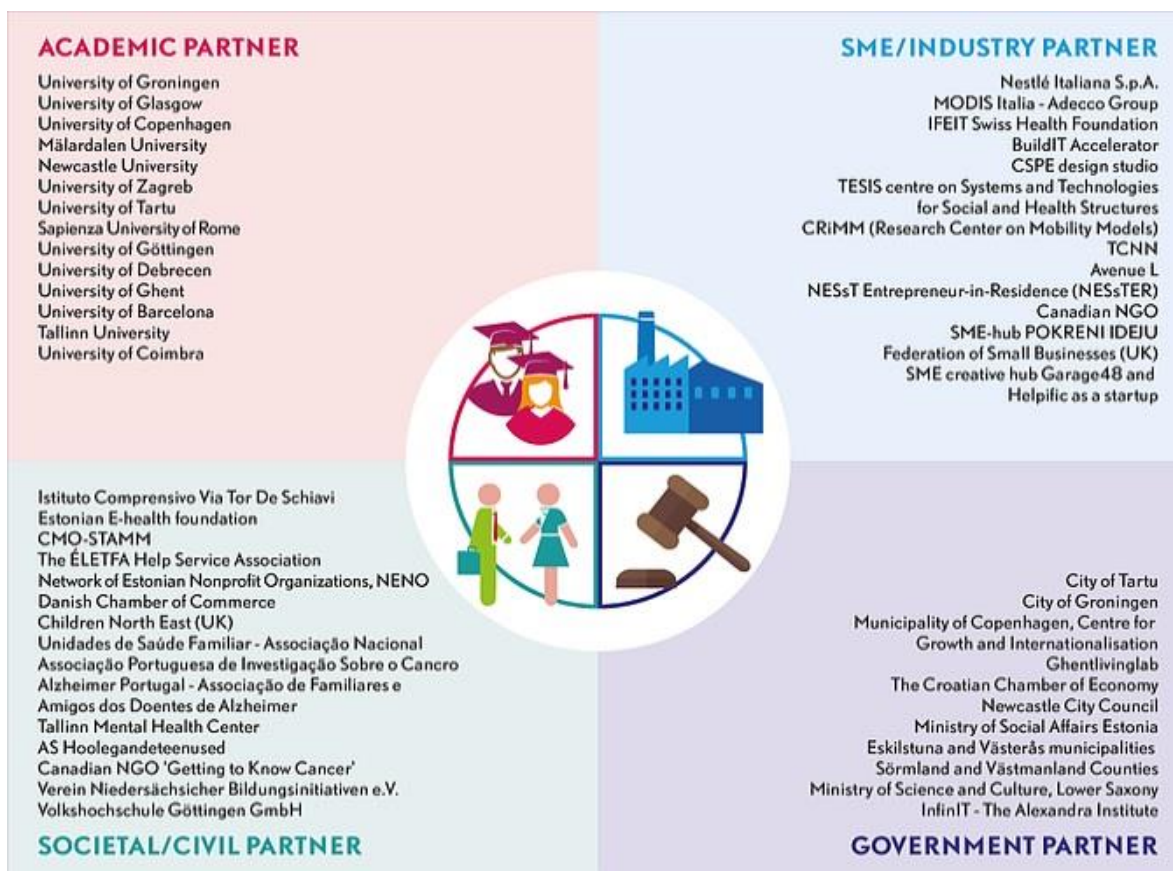 ACADEMIC PARTNER
University of Groningen
University of Glasgow
University of Copenhagen
Mälardalen University
Newcastle University
University of Zagreb
University of Tartu
Sapienza University of Rome
University of Göttingen
University of Debrecen
University of Ghent
University of Barcelona
Tallinn University
University of Coimbra
SME/INDUSTRY PARTNER
Nestlé Italiana S.p.A.
MODIS Italia - Adecco Group
IFEIT Swiss Health Foundation
BuildIT Accelerator
CSPE design studio
TESIS centre on Systems and Technologies
for Social and Health Structures
CRiMM (Research Center on Mobility Models)
TCNN
Avenue L
NESsT Entrepreneur-in-Residence (NESsTER)
Canadian NGO
SME-hub POKRENI IDEJU
Federation of Small Businesses (UK)
SME creative hub Garage48 and
Helpific as a startup
Istituto Comprensivo Via Tor De Schiavi
Estonian E-health foundation
CMO-STAMM
The ÉLETFA Help Service Association
Network of Estonian Nonprofit Organizations, NENO
Danish Chamber of Commerce
Children North East (UK)
Unidades de Saúde Familiar - Associação Nacional
Associação Portuguesa de Investigação Sobre o Cancro
Alzheimer Portugal - Associação de Familiares e
Amigos dos Doentes de Alzheimer
Tallinn Mental Health Center
AS Hoolegandeteenused
Canadian NGO 'Getting to Know Cancer'
Verein Niedersächsicher Bildungsinitiativen e.V.
Volkshochschule Göttingen GmbH
SOCIETAL/CIVIL PARTNER
City of Tartu
City of Groningen
Municipality of Copenhagen, Centre for
Growth and Internationalisation
Ghentlivinglab
The Croatian Chamber of Economy
Newcastle City Council
Ministry of Social Affairs Estonia
Eskilstuna and Västerås municipalities
Sörmland and Västmanland Counties
Ministry of Science and Culture, Lower Saxony
InfinIT - The Alexandra Institute
GOVERNMENT PARTNER